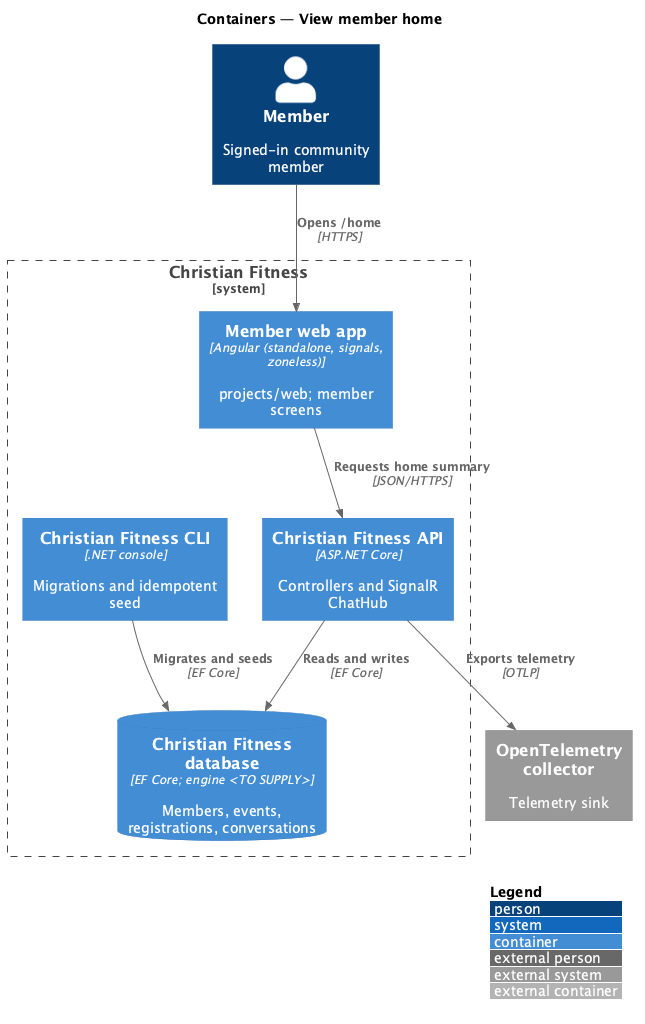 Containers — View member home
Member
Signed-in community
member
Opens /home
[HTTPS]
Christian Fitness
[system]
Member web app
[Angular (standalone, signals,
zoneless)]
projects/web; member
screens
Requests home summary
[JSON/HTTPS]
Christian Fitness CLI
[.NET console]
Migrations and idempotent
seed
Christian Fitness API
[ASP.NET Core]
Controllers and SignalR
ChatHub
Migrates and seeds
[EF Core]
Reads and writes
[EF Core]
Exports telemetry
[OTLP]
Christian Fitness
database
[EF Core; engine <TO SUPPLY>]
Members, events,
registrations, conversations
OpenTelemetry
collector
Telemetry sink
Legend
person
system
container
external person
external system
external container